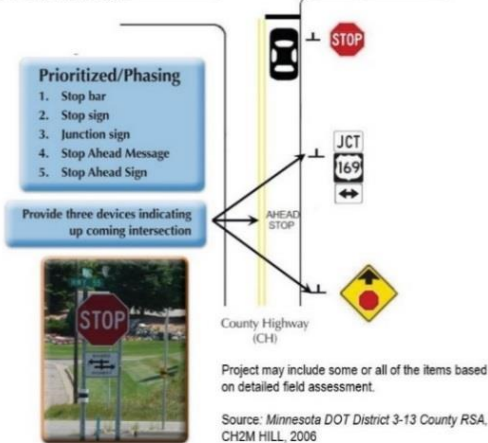 Prioritized/Phasing
1. Stop bar
2. Stop sign
3. Junction sign
4. Stop Ahead Message
5. Stop Ahead Sign
Provide three devices indicating
up coming intersection
STOP
JCT
169
AHEAD
STOP
County Highway
(CH)
STOP
Project may include some or all of the items based
on detailed field assessment.
Source: Minnesota DOT District 3-13 County RSA,
CH2M HILL, 2006